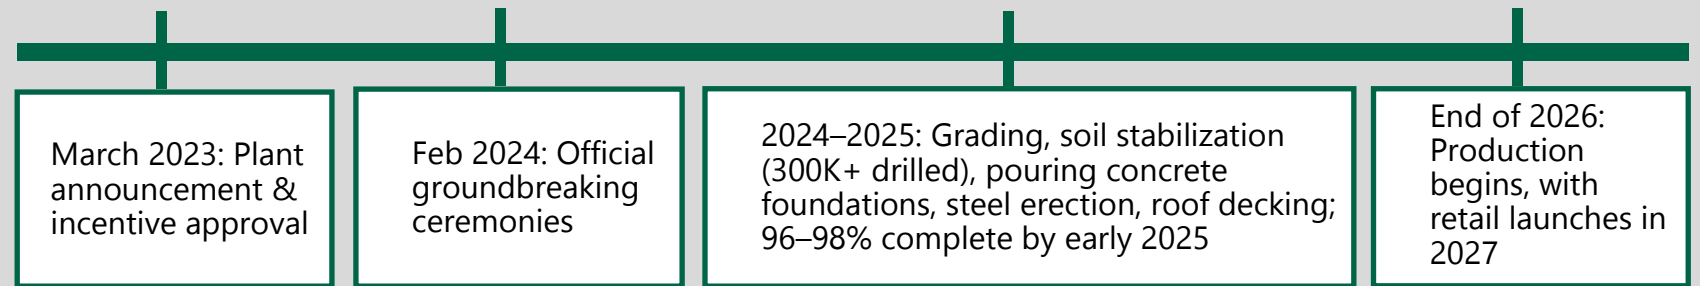 March 2023: Plant
announcement &
incentive approval
Feb 2024: Official
groundbreaking
ceremonies
2024–2025: Grading, soil stabilization
(300K+ drilled), pouring concrete
foundations, steel erection, roof decking;
96–98% complete by early 2025
End of 2026:
Production
begins, with
retail launches in
2027